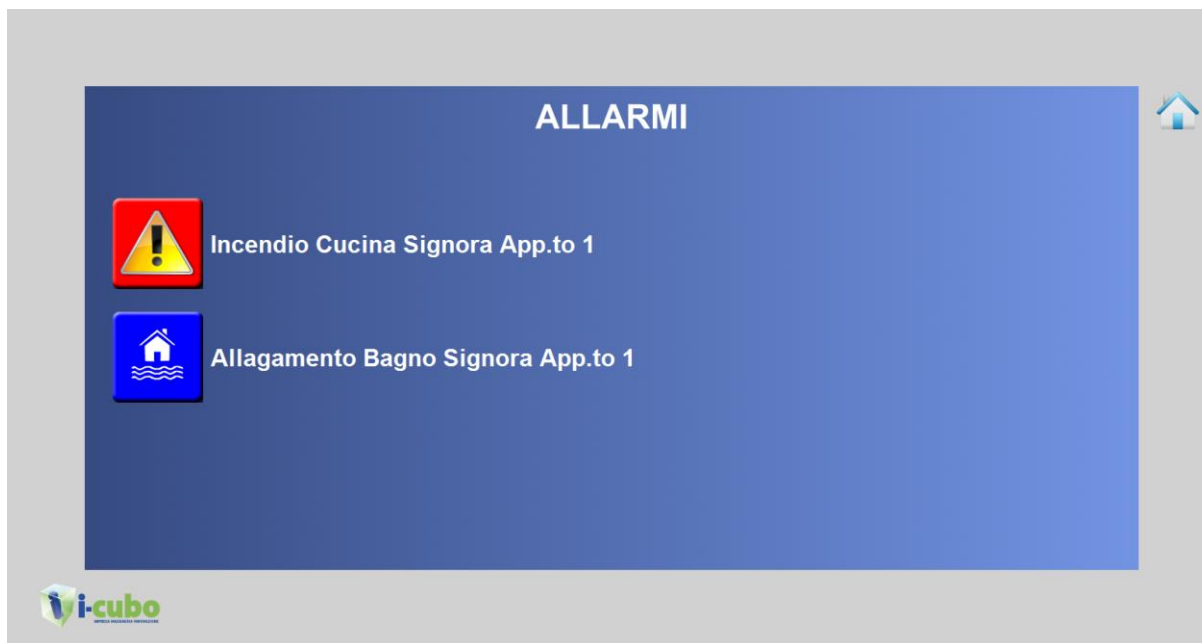 ALLARMI
Incendio Cucina Signora App.to 1
Allagamento Bagno Signora App.to 1
i-cubo